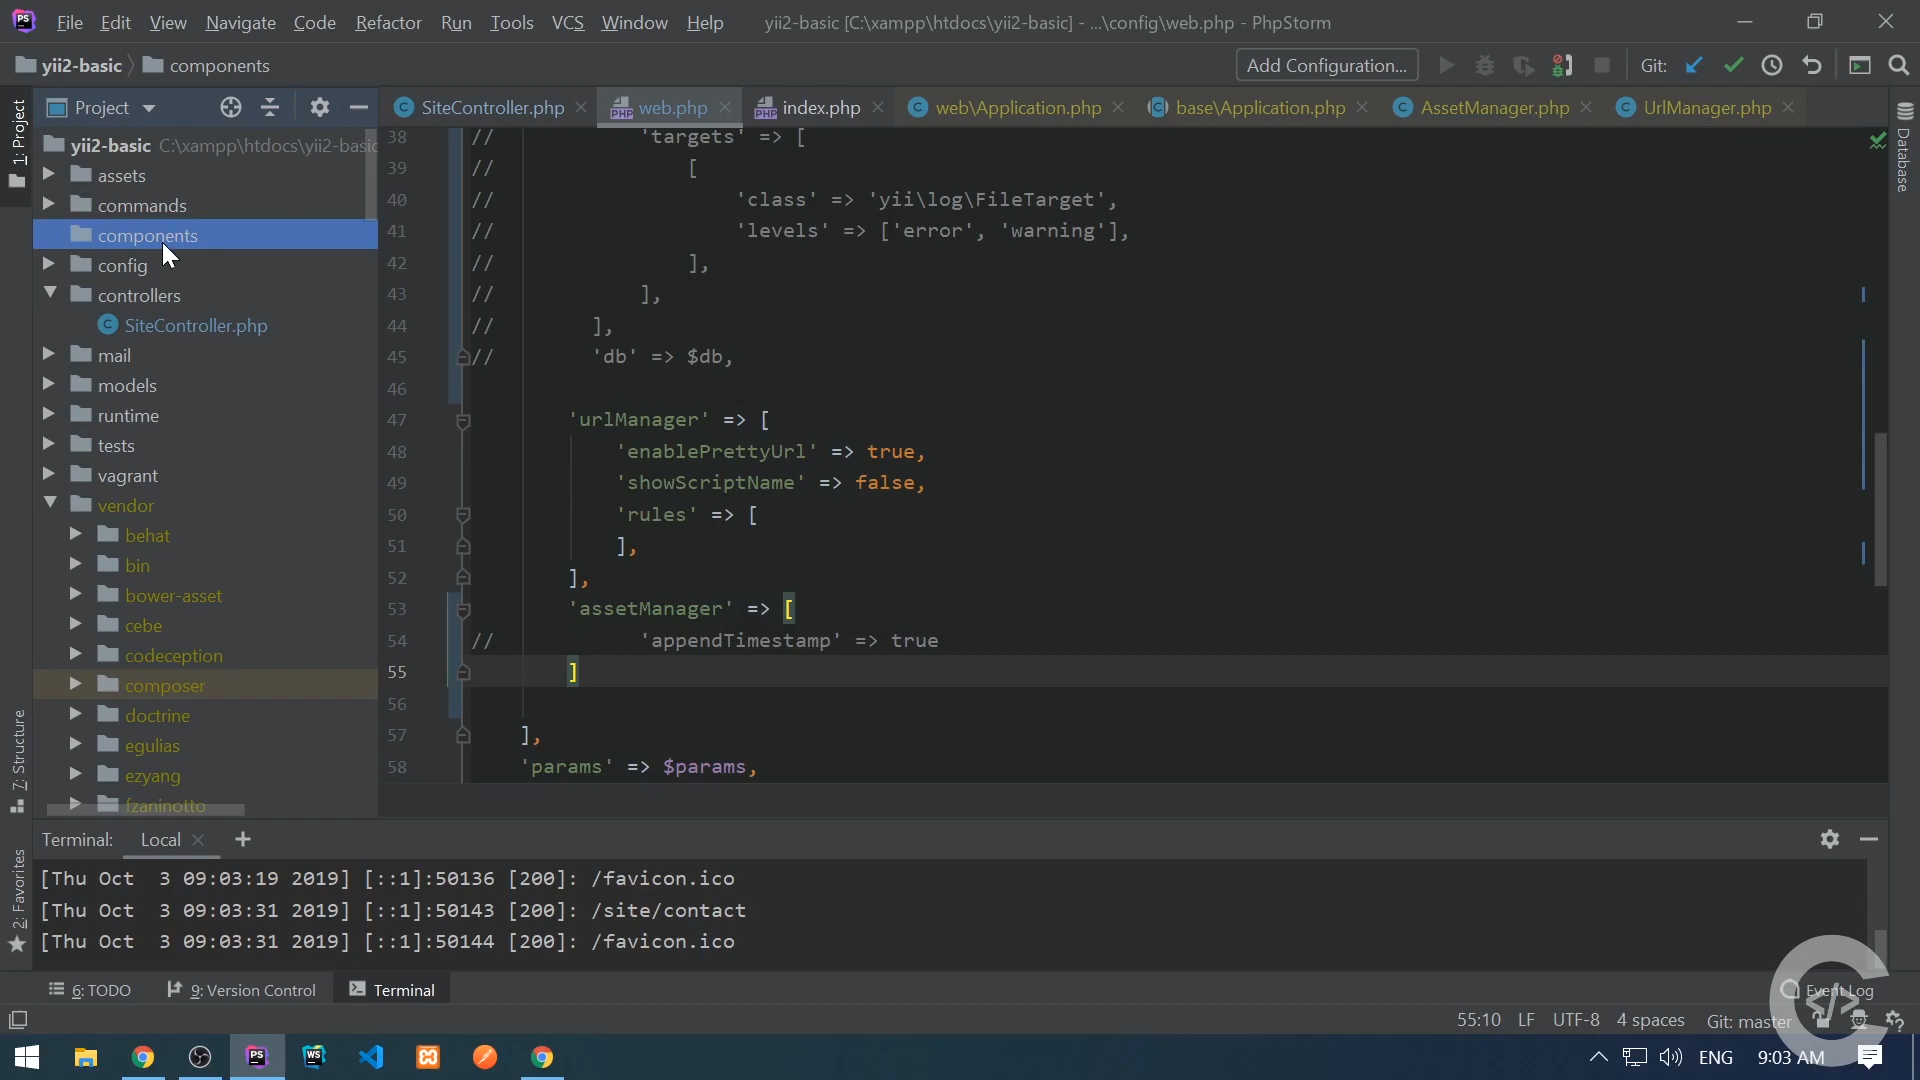 File Edit View Navigate Code Refactor Run Tools VCS Window Help yii2-basic [C:\xampp\htdocs\yii2-basic] - ...\config\web.php - PhpStorm
yii2-basic components Add Configuration... Git:
Project SiteController.php web.php index.php web\Application.php base\Application.php AssetManager.php UrlManager.php
1: Project
7: Structure
2: Favorites
Database
yii2-basic C:\xampp\htdocs\yii2-basic
assets
commands
components
config
controllers
SiteController.php
mail
models
runtime
tests
vagrant
vendor
behat
bin
bower-asset
cebe
codeception
composer
doctrine
egulias
ezyang
fzaninotto
38 // 'targets' => [
39 // [
40 // 'class' => 'yii\log\FileTarget',
41 // 'levels' => ['error', 'warning'],
42 // ],
43 // ],
44 // ],
45 // 'db' => $db,
46
47 'urlManager' => [
48 'enablePrettyUrl' => true,
49 'showScriptName' => false,
50 'rules' => [
51 ],
52 ],
53 'assetManager' => [
54 // 'appendTimestamp' => true
55 ]
56
57 ],
58 'params' => $params,
Terminal: Local +
[Thu Oct  3 09:03:19 2019] [::1]:50136 [200]: /favicon.ico
[Thu Oct  3 09:03:31 2019] [::1]:50143 [200]: /site/contact
[Thu Oct  3 09:03:31 2019] [::1]:50144 [200]: /favicon.ico
6: TODO 9: Version Control Terminal Event Log
55:10 LF UTF-8 4 spaces Git: master
ENG 9:03 AM